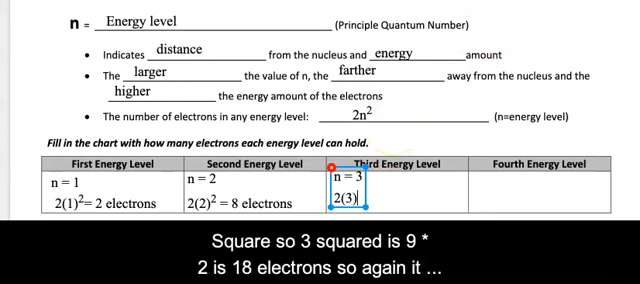 n = Energy level (Principle Quantum Number)
• Indicates distance from the nucleus and energy amount
• The larger the value of n, the farther away from the nucleus and the
higher the energy amount of the electrons
• The number of electrons in any energy level: 2n² (n=energy level)
Fill in the chart with how many electrons each energy level can hold.
First Energy Level Second Energy Level Third Energy Level Fourth Energy Level
n = 1 n = 2 n = 3
2(1)²= 2 electrons 2(2)² = 8 electrons 2(3)
Square so 3 squared is 9 *
2 is 18 electrons so again it ...